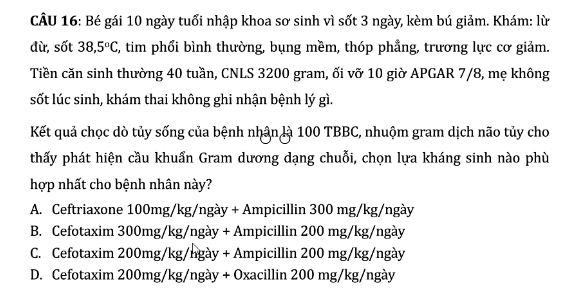 CÂU 16: Bé gái 10 ngày tuổi nhập khoa sơ sinh vì sốt 3 ngày, kèm bú giảm. Khám: lừ
đừ, sốt 38,5°C, tim phổi bình thường, bụng mềm, thóp phẳng, trương lực cơ giảm.
Tiền căn sinh thường 40 tuần, CNLS 3200 gram, ối vỡ 10 giờ APGAR 7/8, mẹ không
sốt lúc sinh, khám thai không ghi nhận bệnh lý gì.
Kết quả chọc dò tủy sống của bệnh nhân là 100 TBBC, nhuộm gram dịch não tủy cho
thấy phát hiện cầu khuẩn Gram dương dạng chuỗi, chọn lựa kháng sinh nào phù
hợp nhất cho bệnh nhân này?
A. Ceftriaxone 100mg/kg/ngày + Ampicillin 300 mg/kg/ngày
B. Cefotaxim 300mg/kg/ngày + Ampicillin 200 mg/kg/ngày
C. Cefotaxim 200mg/kg/ngày + Ampicillin 200 mg/kg/ngày
D. Cefotaxim 200mg/kg/ngày + Oxacillin 200 mg/kg/ngày